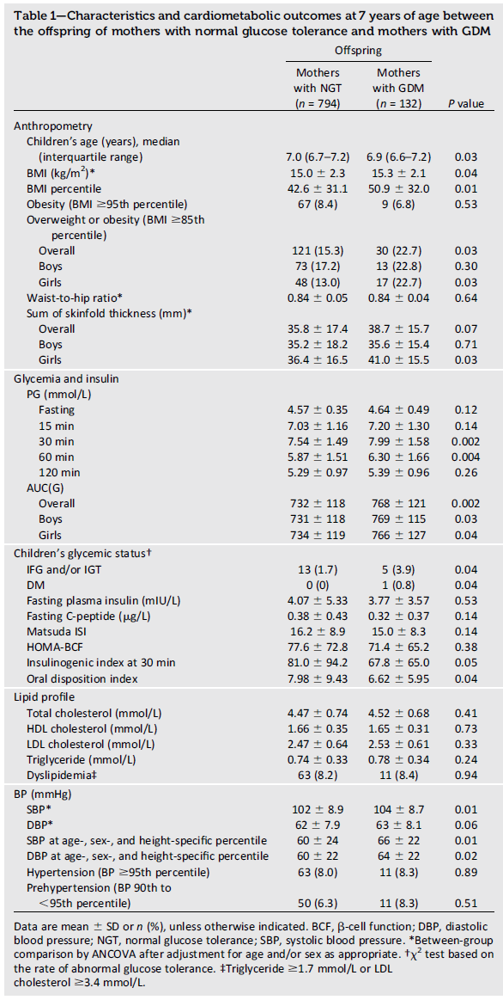 Table 1—Characteristics and cardiometabolic outcomes at 7 years of age between
the offspring of mothers with normal glucose tolerance and mothers with GDM
Offspring
Mothers with NGT (n = 794) Mothers with GDM (n = 132) P value
Anthropometry
Children's age (years), median
(interquartile range) 7.0 (6.7–7.2) 6.9 (6.6–7.2) 0.03
BMI (kg/m²)* 15.0 ± 2.3 15.3 ± 2.1 0.04
BMI percentile 42.6 ± 31.1 50.9 ± 32.0 0.01
Obesity (BMI ≥95th percentile) 67 (8.4) 9 (6.8) 0.53
Overweight or obesity (BMI ≥85th
percentile)
Overall 121 (15.3) 30 (22.7) 0.03
Boys 73 (17.2) 13 (22.8) 0.30
Girls 48 (13.0) 17 (22.7) 0.03
Waist-to-hip ratio* 0.84 ± 0.05 0.84 ± 0.04 0.64
Sum of skinfold thickness (mm)*
Overall 35.8 ± 17.4 38.7 ± 15.7 0.07
Boys 35.2 ± 18.2 35.6 ± 15.4 0.71
Girls 36.4 ± 16.5 41.0 ± 15.5 0.03
Glycemia and insulin
PG (mmol/L)
Fasting 4.57 ± 0.35 4.64 ± 0.49 0.12
15 min 7.03 ± 1.16 7.20 ± 1.30 0.14
30 min 7.54 ± 1.49 7.99 ± 1.58 0.002
60 min 5.87 ± 1.51 6.30 ± 1.66 0.004
120 min 5.29 ± 0.97 5.39 ± 0.96 0.26
AUC(G)
Overall 732 ± 118 768 ± 121 0.002
Boys 731 ± 118 769 ± 115 0.03
Girls 734 ± 119 766 ± 127 0.04
Children's glycemic status†
IFG and/or IGT 13 (1.7) 5 (3.9) 0.04
DM 0 (0) 1 (0.8) 0.04
Fasting plasma insulin (mIU/L) 4.07 ± 5.33 3.77 ± 3.57 0.53
Fasting C-peptide (μg/L) 0.38 ± 0.43 0.32 ± 0.37 0.14
Matsuda ISI 16.2 ± 8.9 15.0 ± 8.3 0.14
HOMA-BCF 77.6 ± 72.8 71.4 ± 65.2 0.38
Insulinogenic index at 30 min 81.0 ± 94.2 67.8 ± 65.0 0.05
Oral disposition index 7.98 ± 9.43 6.62 ± 5.95 0.04
Lipid profile
Total cholesterol (mmol/L) 4.47 ± 0.74 4.52 ± 0.68 0.41
HDL cholesterol (mmol/L) 1.66 ± 0.35 1.65 ± 0.31 0.73
LDL cholesterol (mmol/L) 2.47 ± 0.64 2.53 ± 0.61 0.33
Triglyceride (mmol/L) 0.74 ± 0.33 0.78 ± 0.34 0.24
Dyslipidemia‡ 63 (8.2) 11 (8.4) 0.94
BP (mmHg)
SBP* 102 ± 8.9 104 ± 8.7 0.01
DBP* 62 ± 7.9 63 ± 8.1 0.06
SBP at age-, sex-, and height-specific percentile 60 ± 24 66 ± 22 0.01
DBP at age-, sex-, and height-specific percentile 60 ± 22 64 ± 22 0.02
Hypertension (BP ≥95th percentile) 63 (8.0) 11 (8.3) 0.89
Prehypertension (BP 90th to
<95th percentile) 50 (6.3) 11 (8.3) 0.51
Data are mean ± SD or n (%), unless otherwise indicated. BCF, β-cell function; DBP, diastolic
blood pressure; NGT, normal glucose tolerance; SBP, systolic blood pressure. *Between-group
comparison by ANCOVA after adjustment for age and/or sex as appropriate. †χ² test based on
the rate of abnormal glucose tolerance. ‡Triglyceride ≥1.7 mmol/L or LDL
cholesterol ≥3.4 mmol/L.